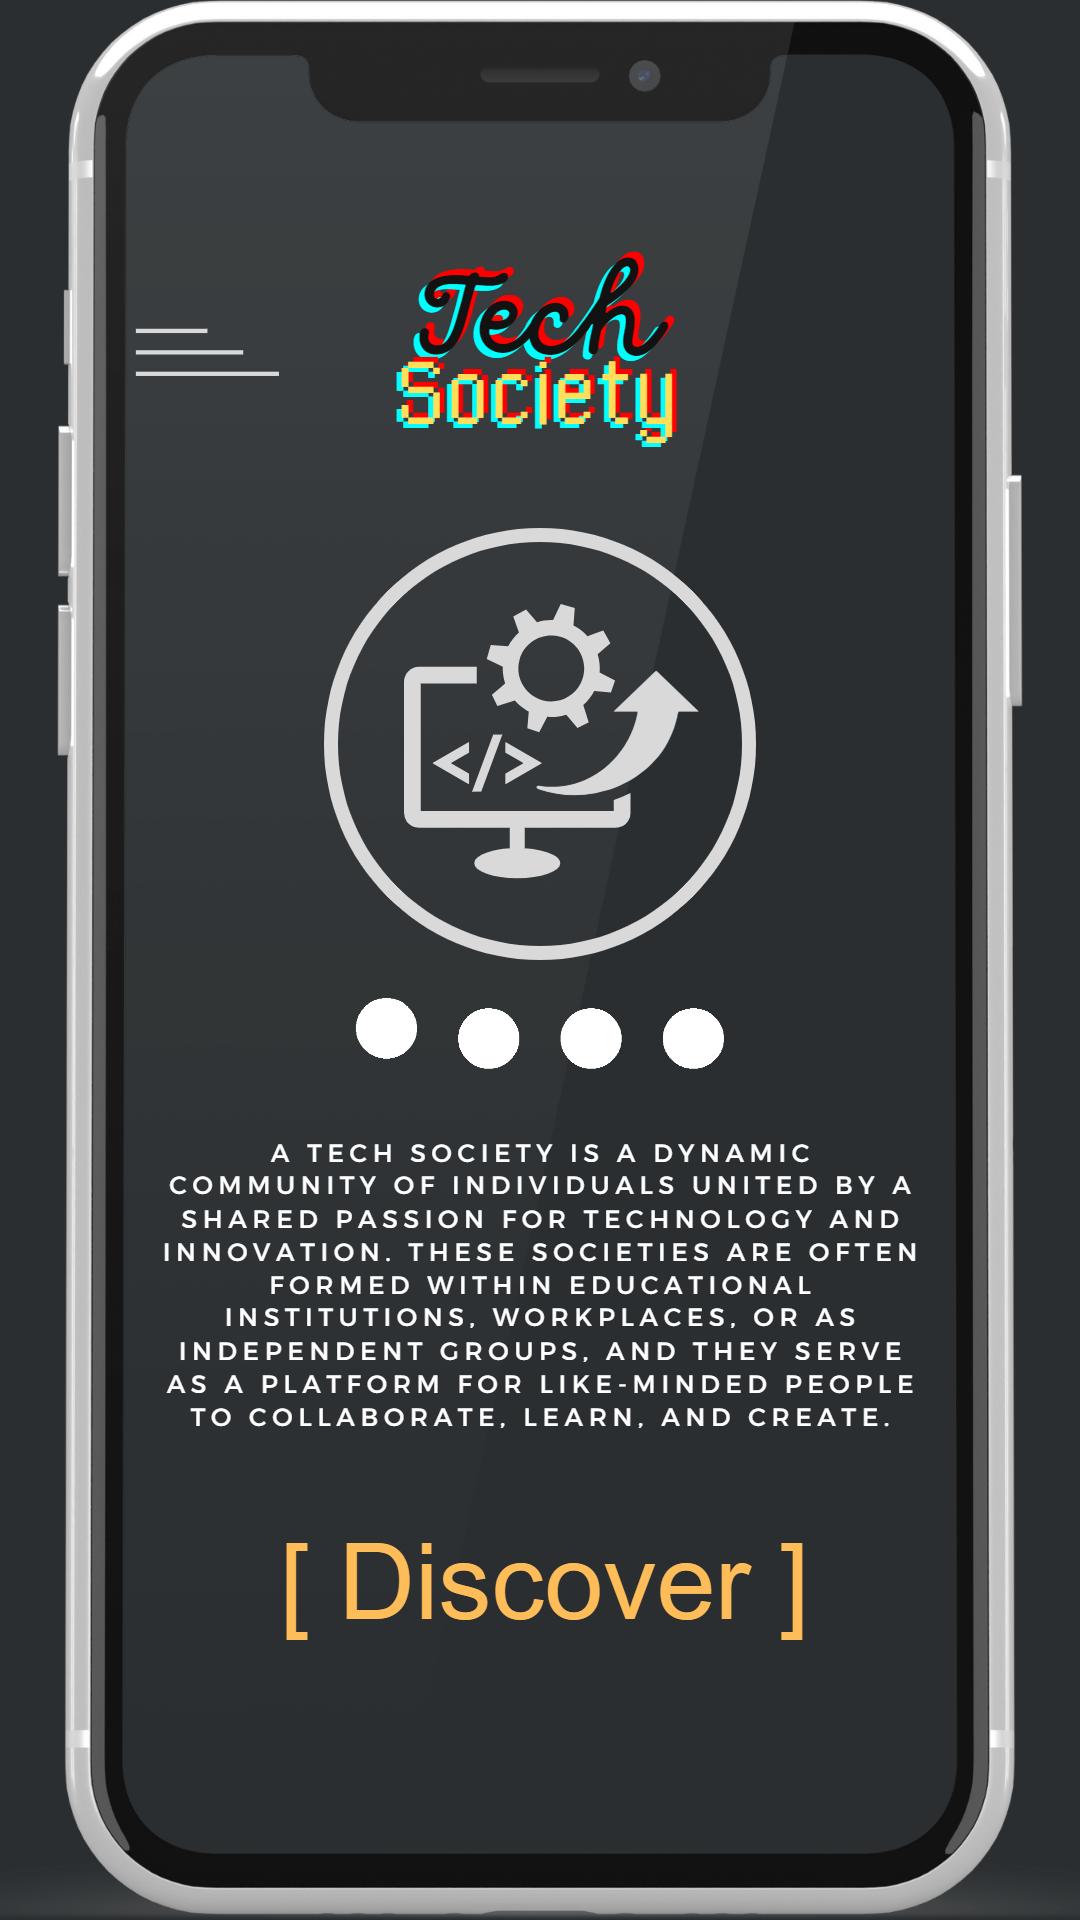 Tech
Society
</>
A TECH SOCIETY IS A DYNAMIC
COMMUNITY OF INDIVIDUALS UNITED BY A
SHARED PASSION FOR TECHNOLOGY AND
INNOVATION. THESE SOCIETIES ARE OFTEN
FORMED WITHIN EDUCATIONAL
INSTITUTIONS, WORKPLACES, OR AS
INDEPENDENT GROUPS, AND THEY SERVE
AS A PLATFORM FOR LIKE-MINDED PEOPLE
TO COLLABORATE, LEARN, AND CREATE.
[ Discover ]